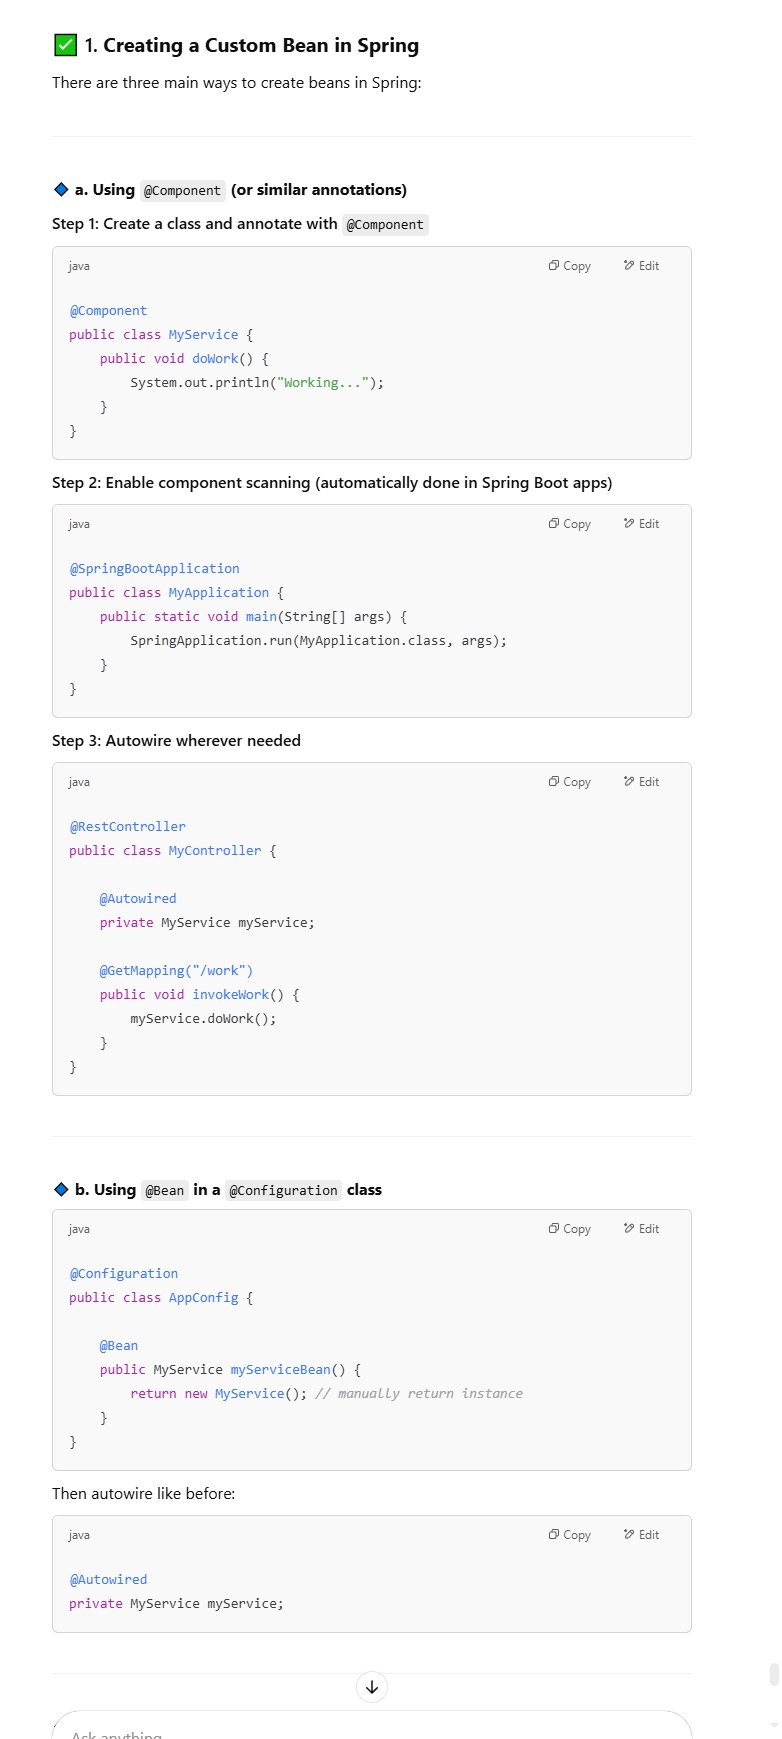 ✅ 1. Creating a Custom Bean in Spring
There are three main ways to create beans in Spring:
🔷 a. Using @Component (or similar annotations)
Step 1: Create a class and annotate with @Component
java Copy Edit
@Component
public class MyService {
    public void doWork() {
        System.out.println("Working...");
    }
}
Step 2: Enable component scanning (automatically done in Spring Boot apps)
java Copy Edit
@SpringBootApplication
public class MyApplication {
    public static void main(String[] args) {
        SpringApplication.run(MyApplication.class, args);
    }
}
Step 3: Autowire wherever needed
java Copy Edit
@RestController
public class MyController {
    @Autowired
    private MyService myService;
    @GetMapping("/work")
    public void invokeWork() {
        myService.doWork();
    }
}
🔷 b. Using @Bean in a @Configuration class
java Copy Edit
@Configuration
public class AppConfig {
    @Bean
    public MyService myServiceBean() {
        return new MyService(); // manually return instance
    }
}
Then autowire like before:
java Copy Edit
@Autowired
private MyService myService;
Ask anything